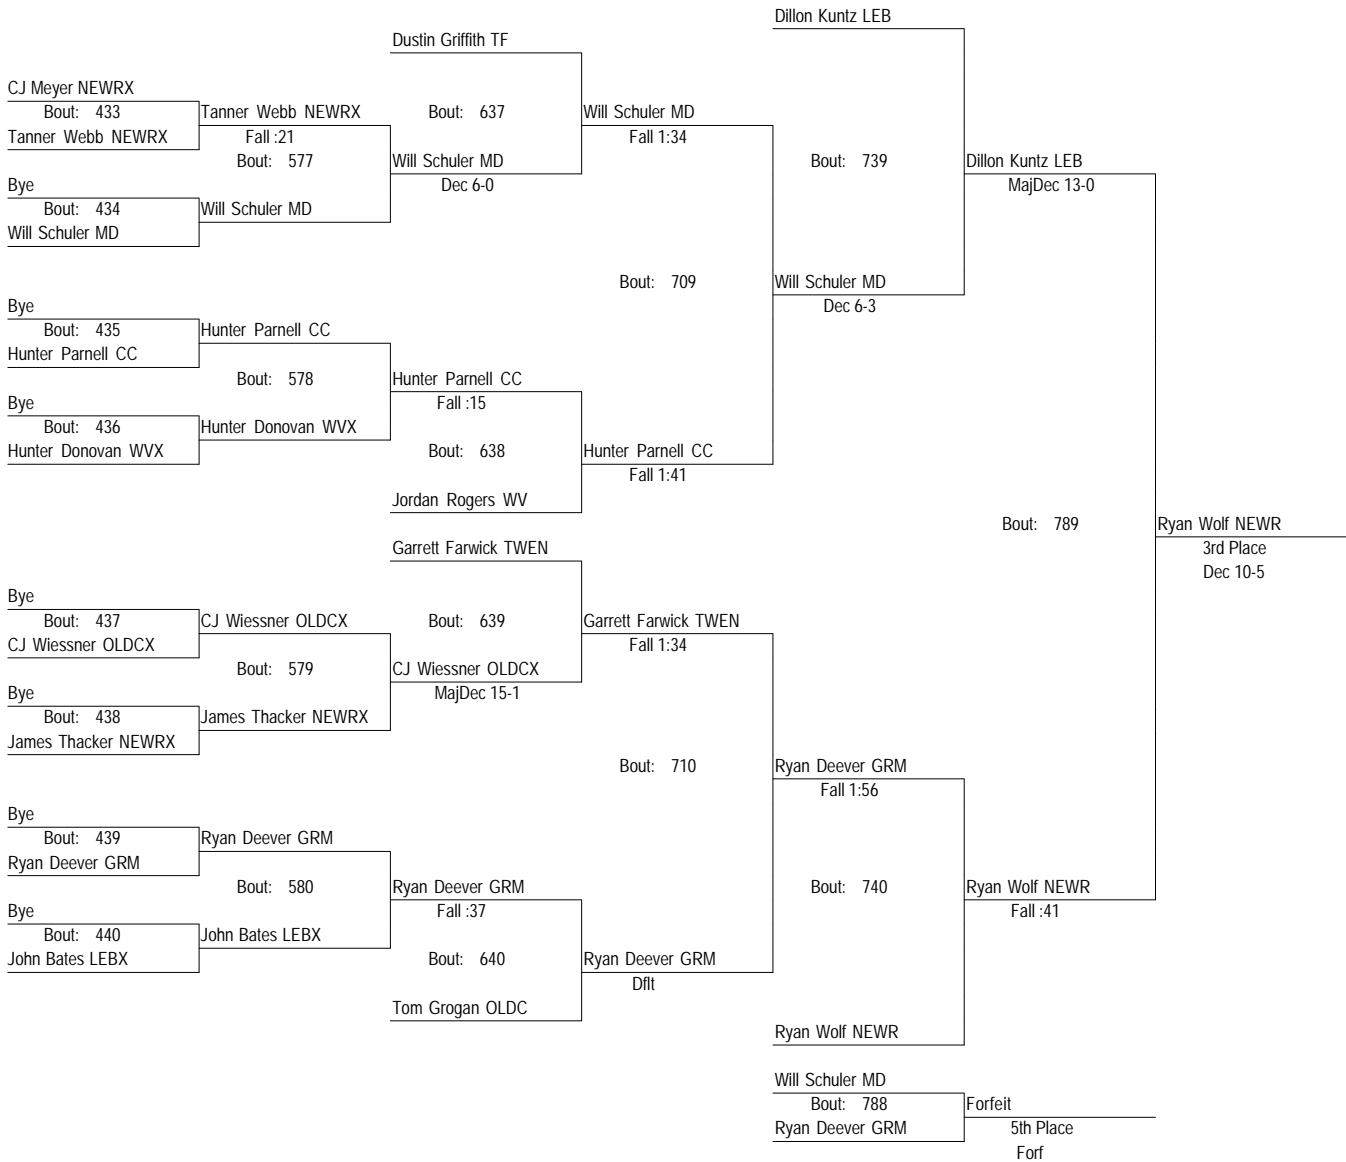 Dillon Kuntz LEB
Dustin Griffith TF
CJ Meyer NEWRX
Bout: 433
Tanner Webb NEWRX
Bout: 637
Will Schuler MD
Tanner Webb NEWRX
Fall :21
Fall 1:34
Bout: 577
Will Schuler MD
Bout: 739
Dillon Kuntz LEB
Bye
Dec 6-0
MajDec 13-0
Bout: 434
Will Schuler MD
Will Schuler MD
Bout: 709
Will Schuler MD
Bye
Dec 6-3
Bout: 435
Hunter Parnell CC
Hunter Parnell CC
Bout: 578
Hunter Parnell CC
Bye
Fall :15
Bout: 436
Hunter Donovan WVX
Hunter Donovan WVX
Bout: 638
Hunter Parnell CC
Fall 1:41
Jordan Rogers WV
Bout: 789
Ryan Wolf NEWR
Garrett Farwick TWEN
3rd Place
Dec 10-5
Bye
Bout: 437
CJ Wiessner OLDCX
Bout: 639
Garrett Farwick TWEN
CJ Wiessner OLDCX
Fall 1:34
Bout: 579
CJ Wiessner OLDCX
Bye
MajDec 15-1
Bout: 438
James Thacker NEWRX
James Thacker NEWRX
Bout: 710
Ryan Deever GRM
Fall 1:56
Bye
Bout: 439
Ryan Deever GRM
Ryan Deever GRM
Bout: 580
Ryan Deever GRM
Bout: 740
Ryan Wolf NEWR
Bye
Fall :37
Fall :41
Bout: 440
John Bates LEBX
John Bates LEBX
Bout: 640
Ryan Deever GRM
Dflt
Tom Grogan OLDC
Ryan Wolf NEWR
Will Schuler MD
Bout: 788
Forfeit
Ryan Deever GRM
5th Place
Forf